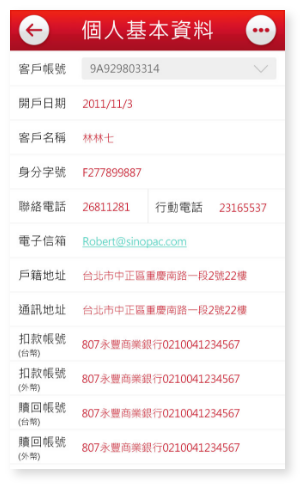 個人基本資料
客戶帳號 9A929803314
開戶日期 2011/11/3
客戶名稱 林林七
身分字號 F277899887
聯絡電話 26811281 行動電話 23165537
電子信箱 Robert@sinopac.com
戶籍地址 台北市中正區重慶南路一段2號22樓
通訊地址 台北市中正區重慶南路一段2號22樓
扣款帳號 807永豐商業銀行0210041234567
(台幣)
扣款帳號 807永豐商業銀行0210041234567
(外幣)
贖回帳號 807永豐商業銀行0210041234567
(台幣)
贖回帳號 807永豐商業銀行0210041234567
(外幣)